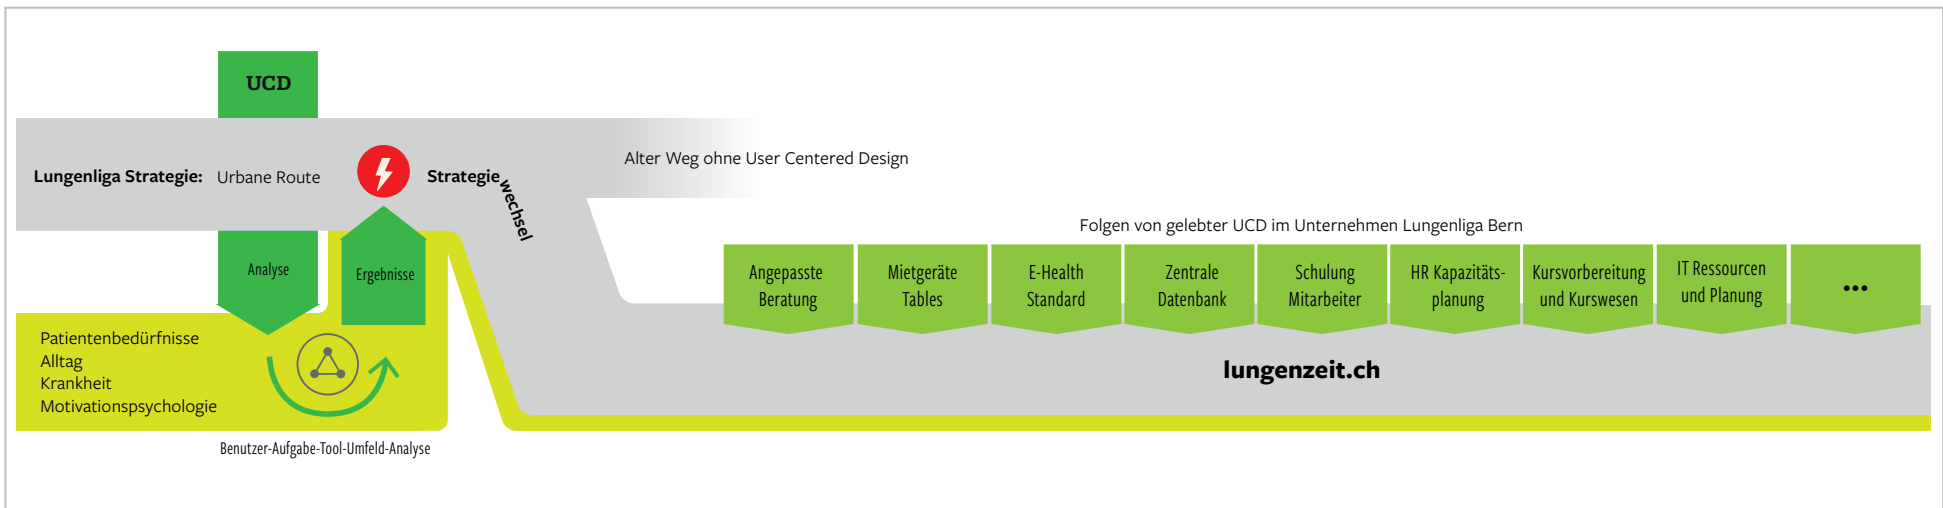 UCD
Alter Weg ohne User Centered Design
Lungenliga Strategie: Urbane Route
Strategiewechsel
Folgen von gelebter UCD im Unternehmen Lungenliga Bern
Analyse
Ergebnisse
Angepasste
Beratung
Mietgeräte
Tables
E-Health
Standard
Zentrale
Datenbank
Schulung
Mitarbeiter
HR Kapazitäts-
planung
Kursvorbereitung
und Kurswesen
IT Ressourcen
und Planung
...
Patientenbedürfnisse
Alltag
Krankheit
Motivationspsychologie
lungenzeit.ch
Benutzer-Aufgabe-Tool-Umfeld-Analyse